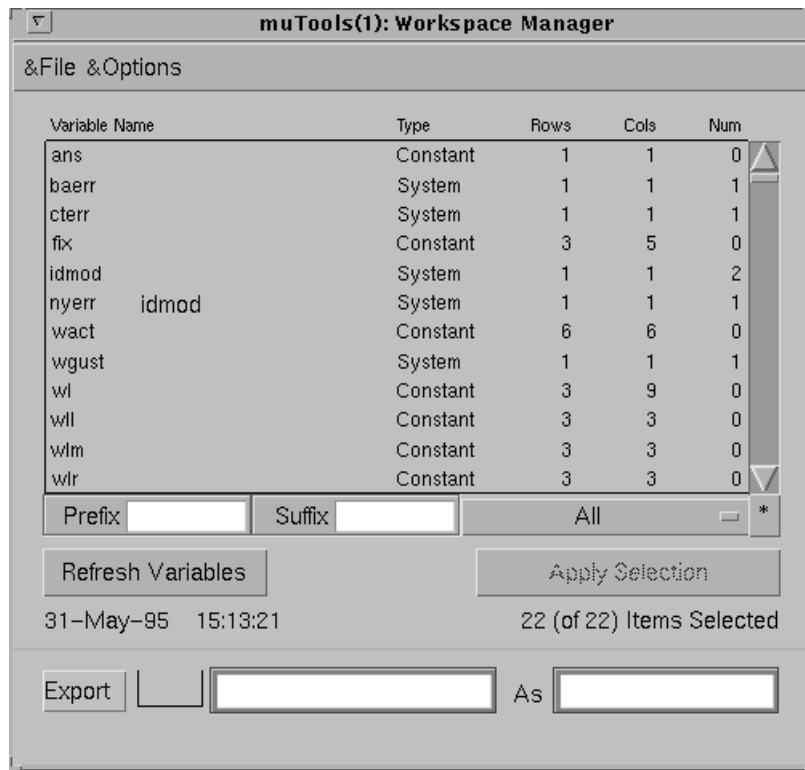 muTools(1): Workspace Manager
&File &Options
Variable Name Type Rows Cols Num
ans Constant 1 1 0
baerr System 1 1 1
cterr System 1 1 1
fix Constant 3 5 0
idmod System 1 1 2
nyerr idmod System 1 1 1
wact Constant 6 6 0
wgust System 1 1 1
wl Constant 3 9 0
wll Constant 3 3 0
wlm Constant 3 3 0
wlr Constant 3 3 0
Prefix Suffix All *
Refresh Variables Apply Selection
31-May-95 15:13:21 22 (of 22) Items Selected
Export As